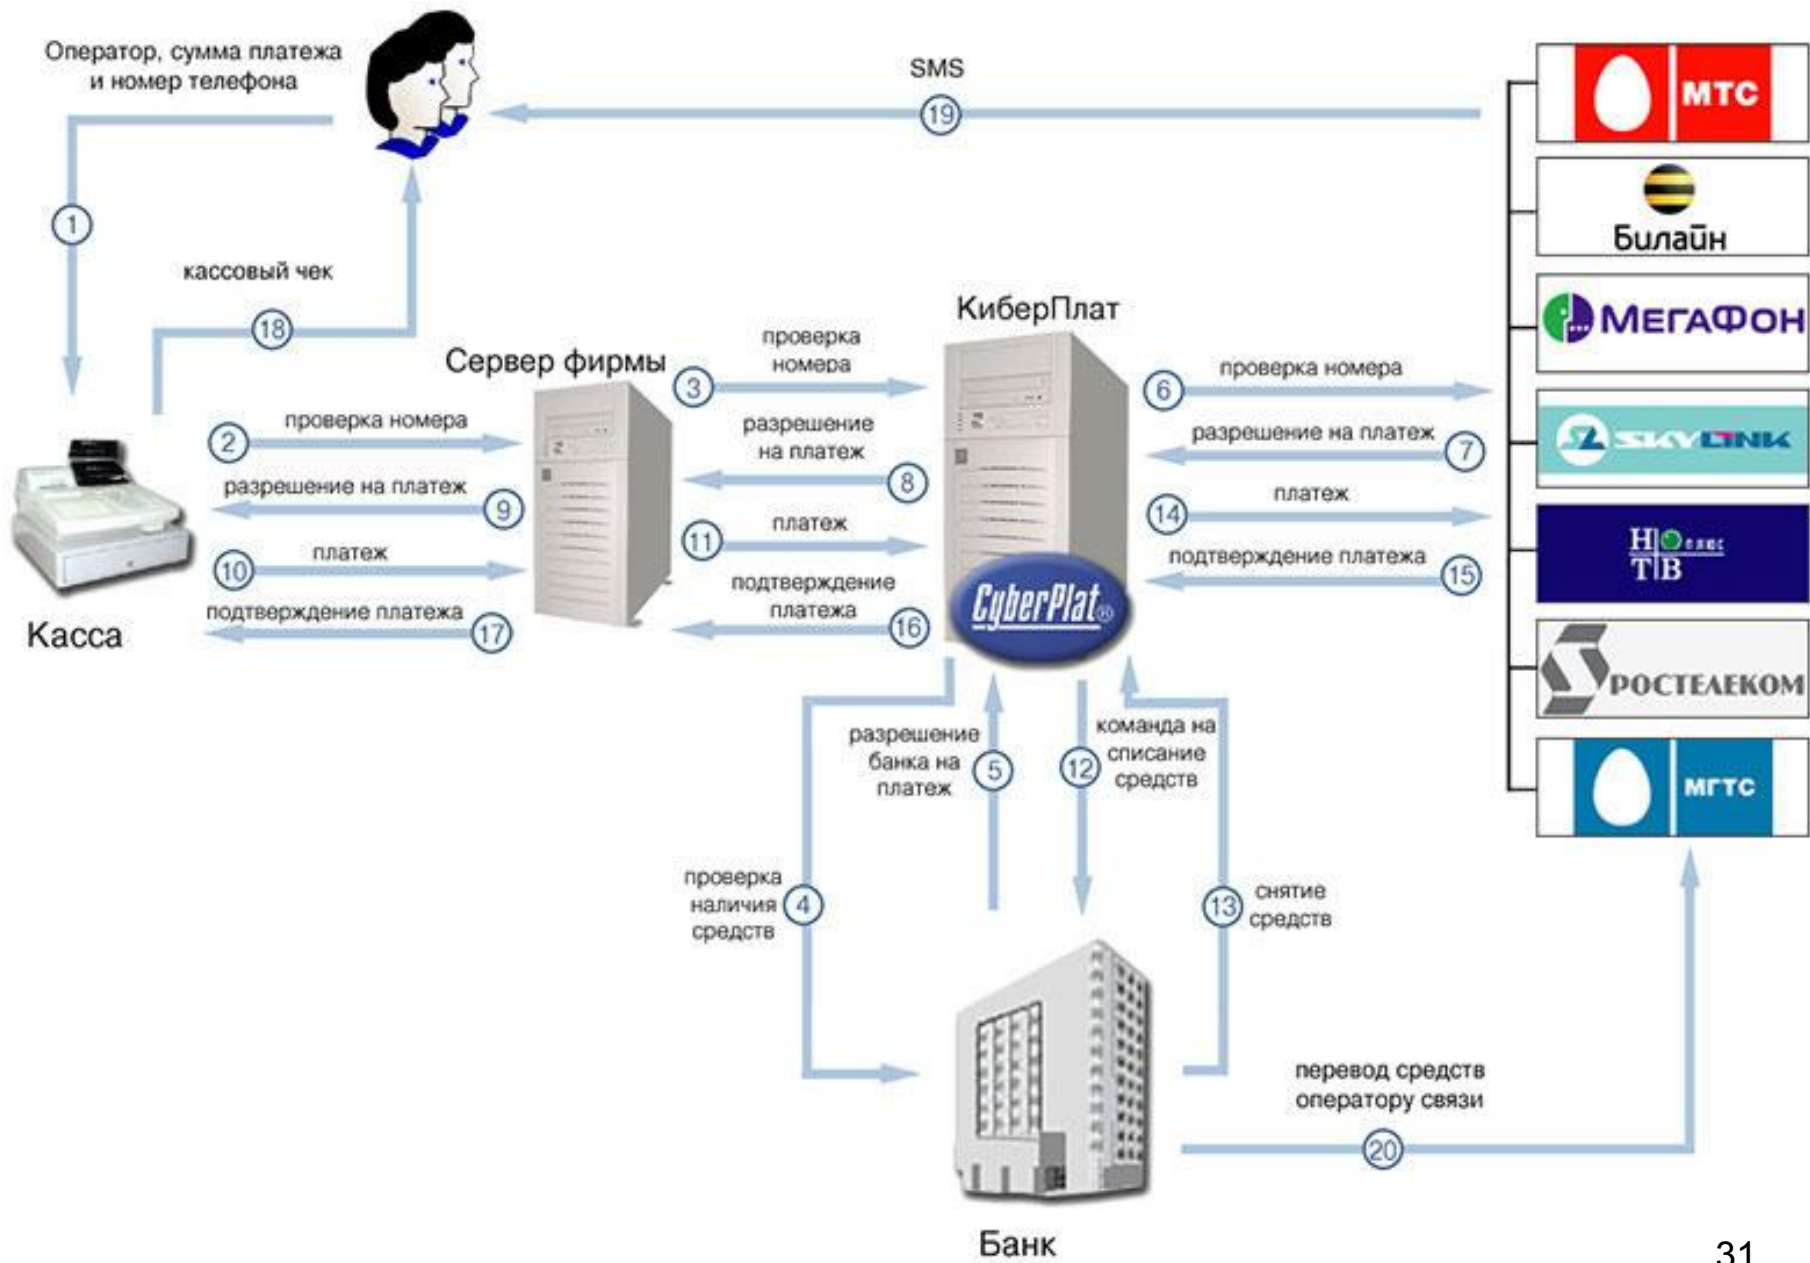 Оператор, сумма платежа
и номер телефона
SMS
19
МТС
1
Билайн
кассовый чек
18
КиберПлат
МЕГАФОН
Сервер фирмы
3
проверка
номера
6
проверка номера
2
проверка номера
разрешение
на платеж
8
разрешение на платеж
7
SKYLINK
разрешение на платеж
9
11
платеж
14
платеж
НТВ плюс
10
платеж
подтверждение
платежа
16
подтверждение платежа
15
CyberPlat®
подтверждение платежа
17
Касса
РОСТЕЛЕКОМ
разрешение
банка на
платеж
5
12
команда на
списание
средств
МГТС
проверка
наличия
средств
4
13
снятие
средств
перевод средств
оператору связи
20
Банк
31